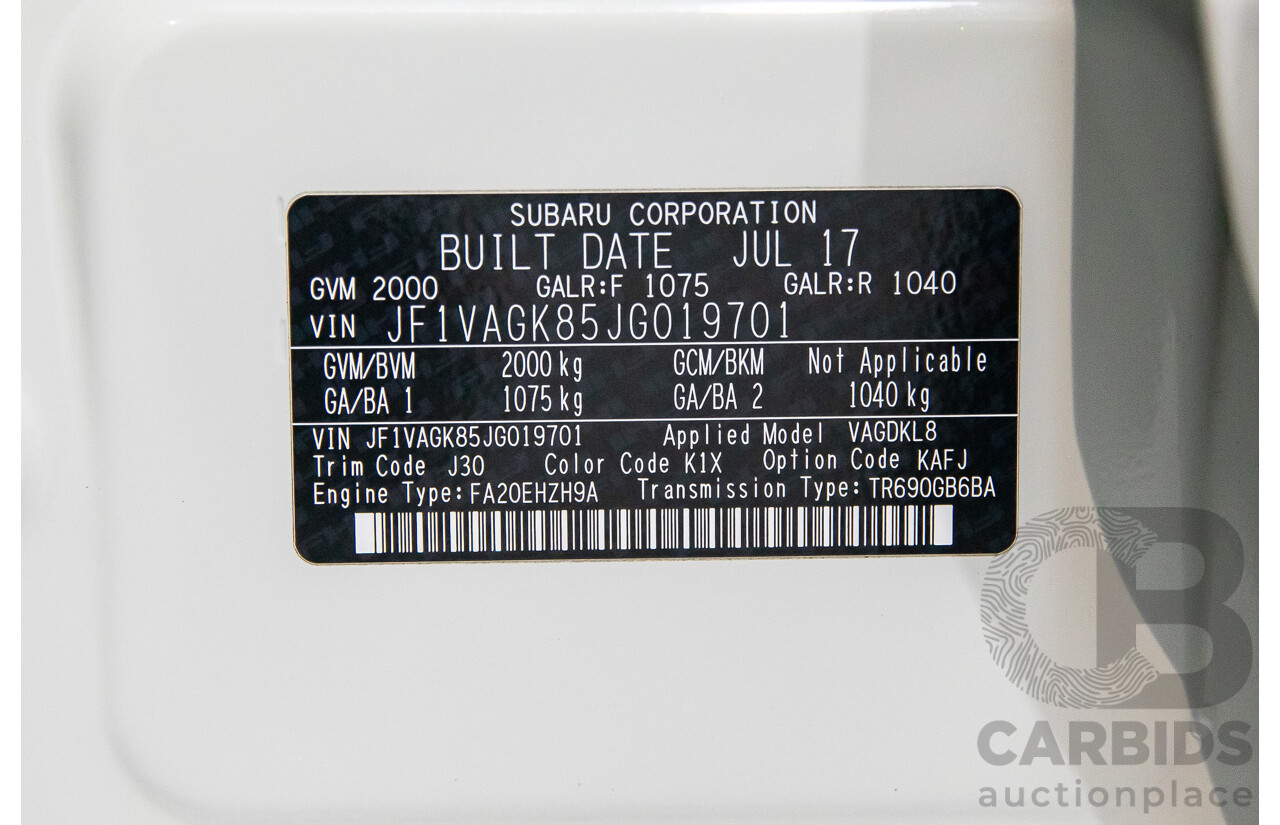 SUBARU CORPORATION
BUILT DATE JUL 17
GVM 2000 GALR:F 1075 GALR:R 1040
VIN JF1VAGK85JG019701
GVM/BVM 2000 kg GCM/BKM Not Applicable
GA/BA 1 1075 kg GA/BA 2 1040 kg
VIN JF1VAGK85JG019701 Applied Model VAGDKL8
Trim Code J30 Color Code K1X Option Code KAFJ
Engine Type:FA20EHZH9A Transmission Type:TR690GB6BA
CB
CARBIDS
auctionplace